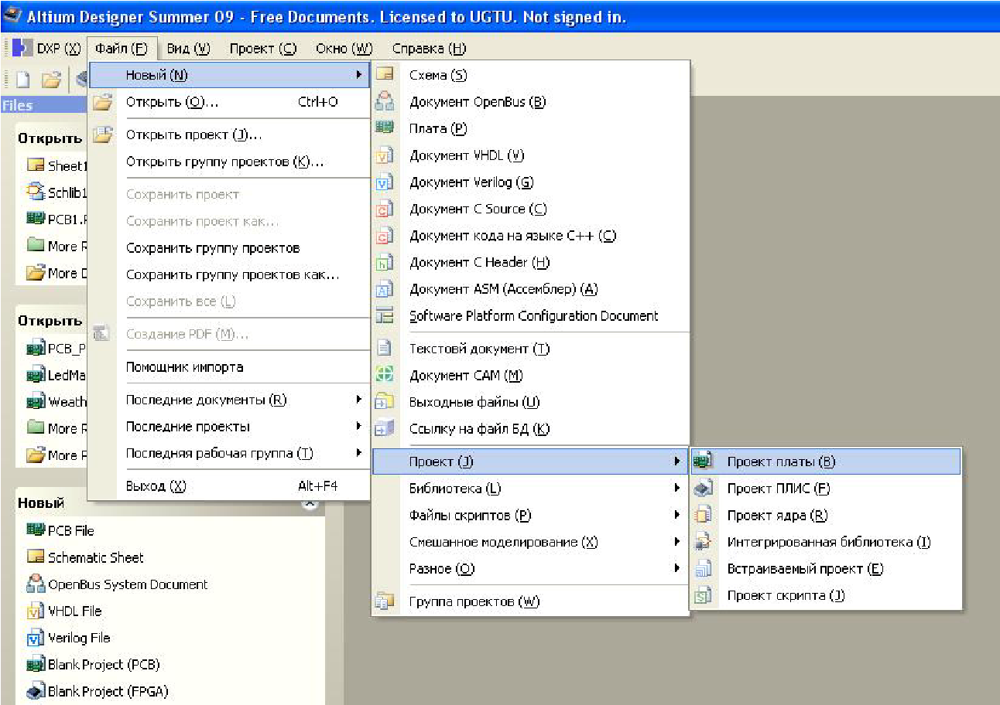 Altium Designer Summer 09 - Free Documents. Licensed to UGTU. Not signed in.
DXP (X) Файл (F) Вид (V) Проект (C) Окно (W) Справка (H)
Files
Открыть
Sheet1
Schlib1
PCB1.
More
More
Открыть
PCB_P
LedMa
Weath
More
More
Новый
PCB File
Schematic Sheet
OpenBus System Document
VHDL File
Verilog File
Blank Project (PCB)
Blank Project (FPGA)
Новый (N)
Открыть (O)... Ctrl+O
Открыть проект (J)...
Открыть группу проектов (K)...
Сохранить проект
Сохранить проект как...
Сохранить группу проектов
Сохранить группу проектов как...
Сохранить все (L)
Создание PDF (M)...
Помощник импорта
Последние документы (R)
Последние проекты
Последняя рабочая группа (T)
Выход (X) Alt+F4
Схема (S)
Документ OpenBus (B)
Плата (P)
Документ VHDL (V)
Документ Verilog (G)
Документ C Source (C)
Документ кода на языке C++ (C)
Документ C Header (H)
Документ ASM (Ассемблер) (A)
Software Platform Configuration Document
Текстовй документ (T)
Документ CAM (M)
Выходные файлы (U)
Ссылку на файл БД (K)
Проект (J)
Библиотека (L)
Файлы скриптов (P)
Смешанное моделирование (X)
Разное (O)
Группа проектов (W)
Проект платы (B)
Проект ПЛИС (F)
Проект ядра (R)
Интегрированная библиотека (I)
Встраиваемый проект (E)
Проект скрипта (J)